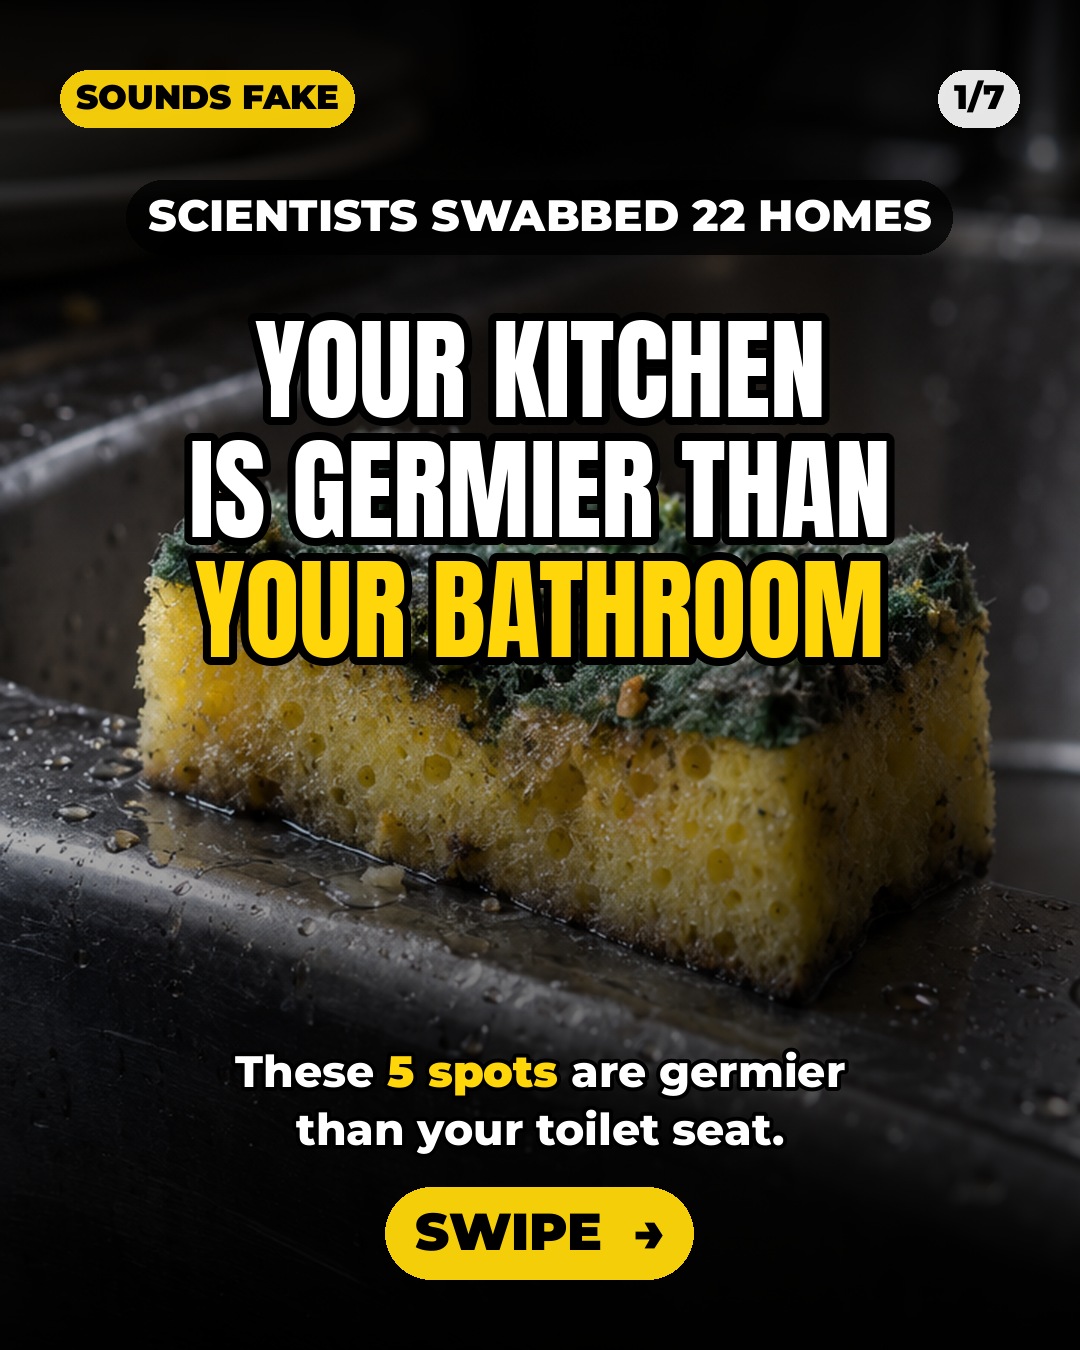 SOUNDS FAKE
1/7
SCIENTISTS SWABBED 22 HOMES
YOUR KITCHEN
IS GERMIER THAN
YOUR BATHROOM
These 5 spots are germier
than your toilet seat.
SWIPE →